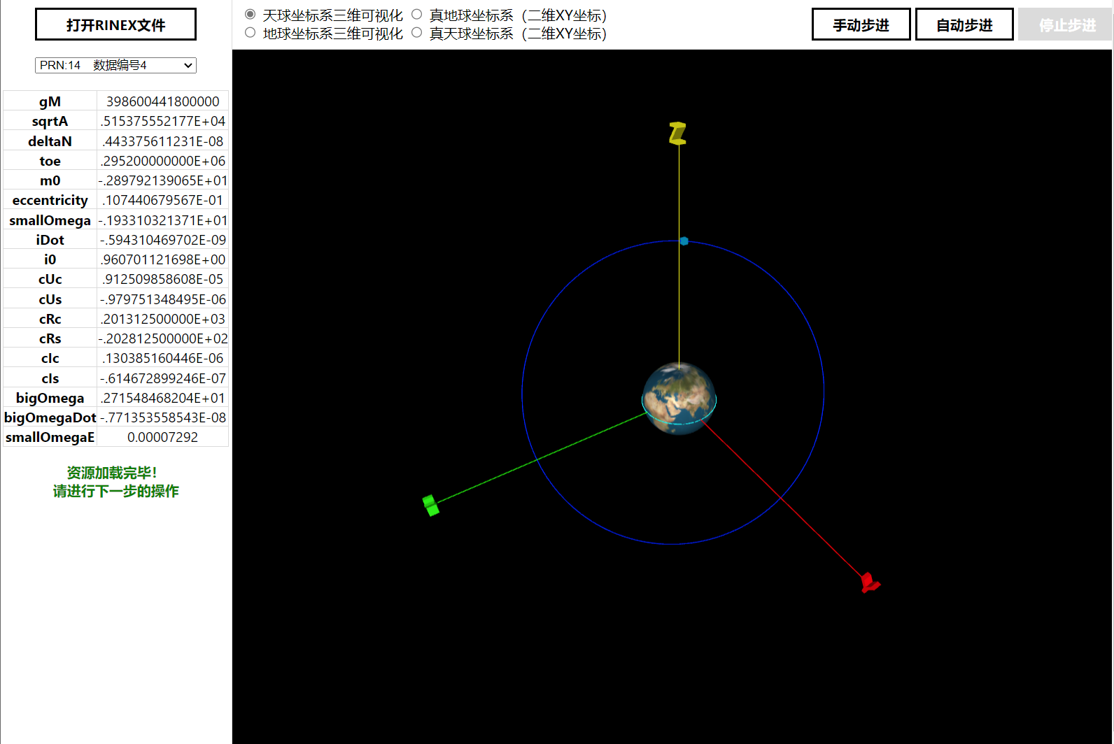 打开RINEX文件
天球坐标系三维可视化 真地球坐标系（二维XY坐标）
地球坐标系三维可视化 真天球坐标系（二维XY坐标）
手动步进 自动步进 停止步进
PRN:14 数据编号4
gM 398600441800000
sqrtA .515375552177E+04
deltaN .443375611231E-08
toe .295200000000E+06
m0 -.289792139065E+01
eccentricity .107440679567E-01
smallOmega -.193310321371E+01
iDot -.594310469702E-09
i0 .960701121698E+00
cUc .912509858608E-05
cUs -.979751348495E-06
cRc .201312500000E+03
cRs -.202812500000E+02
cIc .130385160446E-06
cIs -.614672899246E-07
bigOmega .271548468204E+01
bigOmegaDot -.771353558543E-08
smallOmegaE 0.00007292
资源加载完毕！
请进行下一步的操作
Z